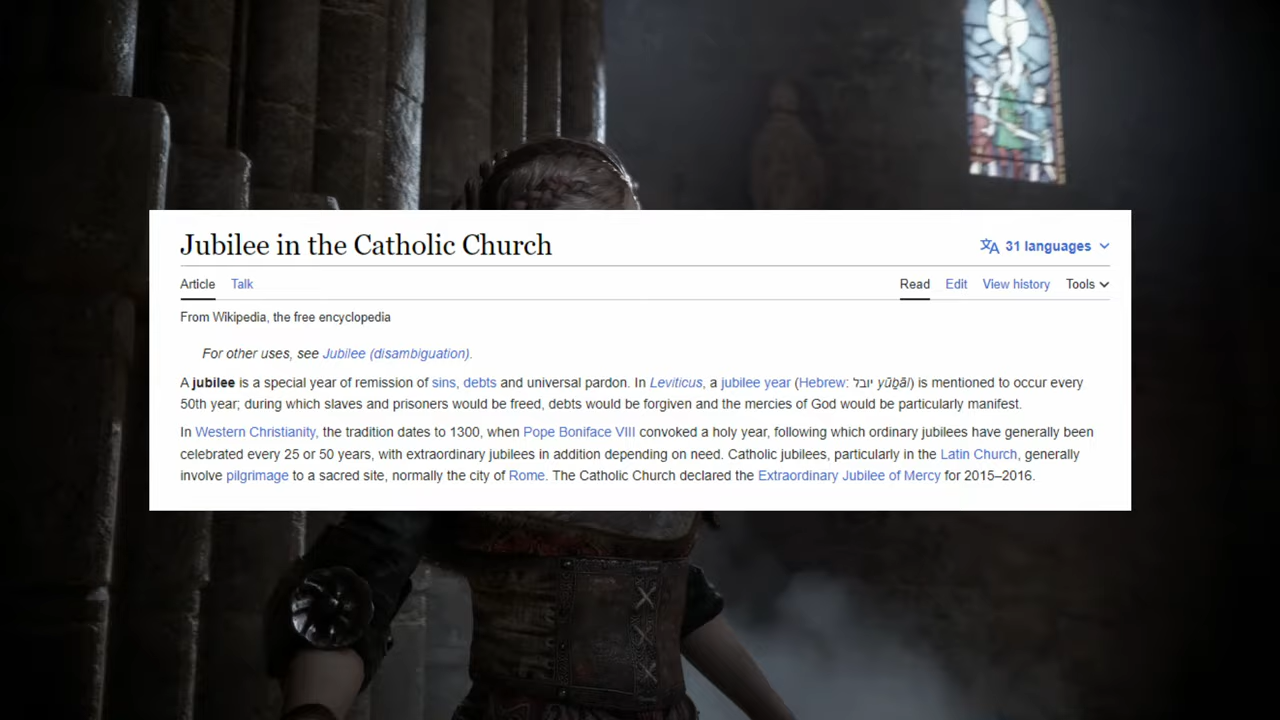 Jubilee in the Catholic Church
31 languages
Article Talk
Read Edit View history Tools
From Wikipedia, the free encyclopedia
For other uses, see Jubilee (disambiguation).
A jubilee is a special year of remission of sins, debts and universal pardon. In Leviticus, a jubilee year (Hebrew: יובל yūḇāl) is mentioned to occur every
50th year; during which slaves and prisoners would be freed, debts would be forgiven and the mercies of God would be particularly manifest.
In Western Christianity, the tradition dates to 1300, when Pope Boniface VIII convoked a holy year, following which ordinary jubilees have generally been
celebrated every 25 or 50 years, with extraordinary jubilees in addition depending on need. Catholic jubilees, particularly in the Latin Church, generally
involve pilgrimage to a sacred site, normally the city of Rome. The Catholic Church declared the Extraordinary Jubilee of Mercy for 2015–2016.